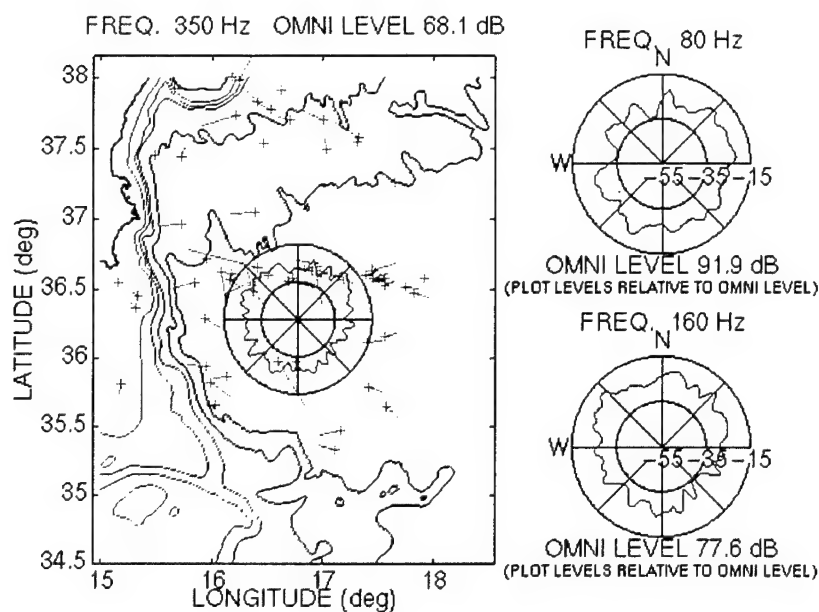 FREQ. 350 Hz OMNI LEVEL 68.1 dB
38
37.5
37
36.5
36
35.5
35
34.5
LATITUDE (deg)
15 16 17 18
LONGITUDE (deg)
FREQ. 80 Hz
N
W
-55 -35 -15
OMNI LEVEL 91.9 dB
(PLOT LEVELS RELATIVE TO OMNI LEVEL)
FREQ. 160 Hz
N
W
-55 -35 -15
OMNI LEVEL 77.6 dB
(PLOT LEVELS RELATIVE TO OMNI LEVEL)